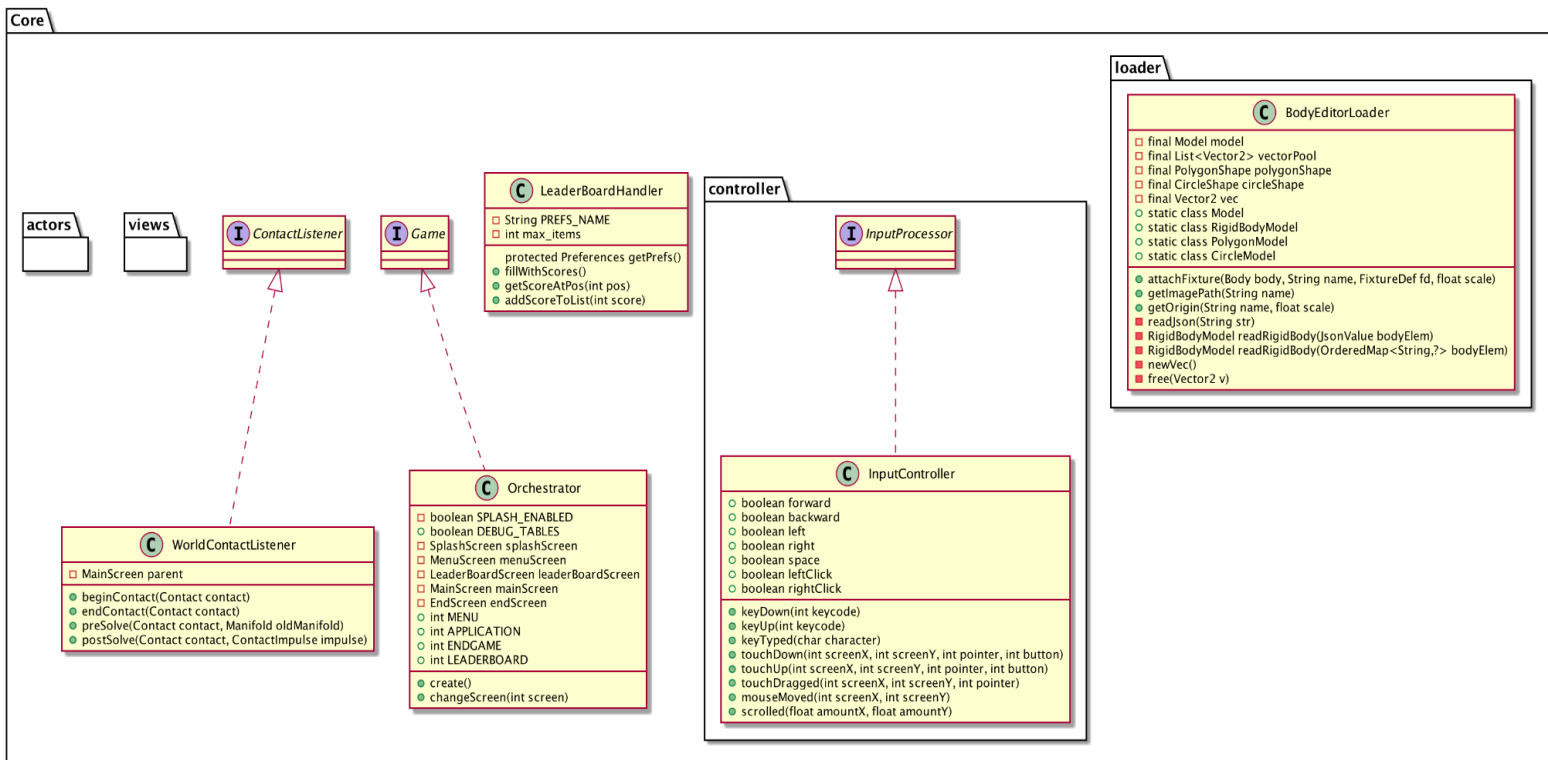 Core
actors
views
I ContactListener
I Game
C LeaderBoardHandler
String PREFS_NAME
int max_items
protected Preferences getPrefs()
fillWithScores()
getScoreAtPos(int pos)
addScoreToList(int score)
C WorldContactListener
MainScreen parent
beginContact(Contact contact)
endContact(Contact contact)
preSolve(Contact contact, Manifold oldManifold)
postSolve(Contact contact, ContactImpulse impulse)
C Orchestrator
boolean SPLASH_ENABLED
boolean DEBUG_TABLES
SplashScreen splashScreen
MenuScreen menuScreen
LeaderBoardScreen leaderBoardScreen
MainScreen mainScreen
EndScreen endScreen
int MENU
int APPLICATION
int ENDGAME
int LEADERBOARD
create()
changeScreen(int screen)
controller
I InputProcessor
C InputController
boolean forward
boolean backward
boolean left
boolean right
boolean space
boolean leftClick
boolean rightClick
keyDown(int keycode)
keyUp(int keycode)
keyTyped(char character)
touchDown(int screenX, int screenY, int pointer, int button)
touchUp(int screenX, int screenY, int pointer, int button)
touchDragged(int screenX, int screenY, int pointer)
mouseMoved(int screenX, int screenY)
scrolled(float amountX, float amountY)
loader
C BodyEditorLoader
final Model model
final List<Vector2> vectorPool
final PolygonShape polygonShape
final CircleShape circleShape
final Vector2 vec
static class Model
static class RigidBodyModel
static class PolygonModel
static class CircleModel
attachFixture(Body body, String name, FixtureDef fd, float scale)
getImagePath(String name)
getOrigin(String name, float scale)
readJson(String str)
RigidBodyModel readRigidBody(JsonValue bodyElem)
RigidBodyModel readRigidBody(OrderedMap<String,?> bodyElem)
newVec()
free(Vector2 v)